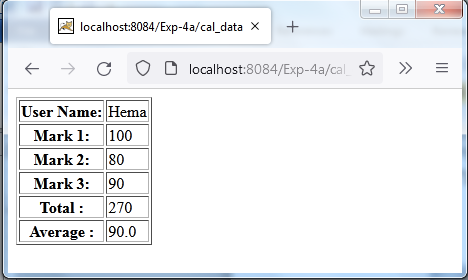 localhost:8084/Exp-4a/cal_data
localhost:8084/Exp-4a/cal_
User Name: Hema
Mark 1: 100
Mark 2: 80
Mark 3: 90
Total : 270
Average : 90.0